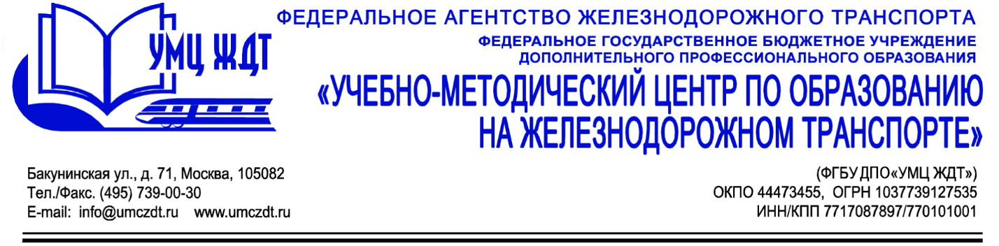 УМЦ ЖДТ
ФЕДЕРАЛЬНОЕ АГЕНТСТВО ЖЕЛЕЗНОДОРОЖНОГО ТРАНСПОРТА
ФЕДЕРАЛЬНОЕ ГОСУДАРСТВЕННОЕ БЮДЖЕТНОЕ УЧРЕЖДЕНИЕ
ДОПОЛНИТЕЛЬНОГО ПРОФЕССИОНАЛЬНОГО ОБРАЗОВАНИЯ
«УЧЕБНО-МЕТОДИЧЕСКИЙ ЦЕНТР ПО ОБРАЗОВАНИЮ
НА ЖЕЛЕЗНОДОРОЖНОМ ТРАНСПОРТЕ»
Бакунинская ул., д. 71, Москва, 105082
Тел./Факс. (495) 739-00-30
E-mail: info@umczdt.ru www.umczdt.ru
(ФГБУ ДПО«УМЦ ЖДТ»)
ОКПО 44473455, ОГРН 1037739127535
ИНН/КПП 7717087897/770101001